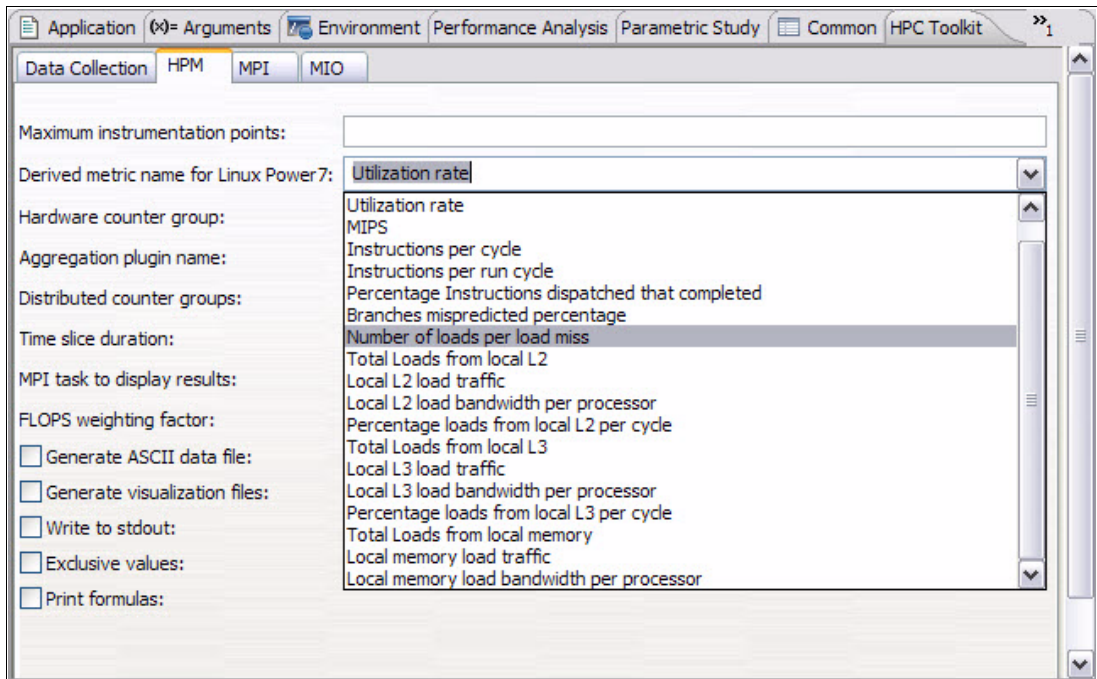 Application (x)= Arguments Environment Performance Analysis Parametric Study Common HPC Toolkit »1
Data Collection HPM MPI MIO
Maximum instrumentation points:
Derived metric name for Linux Power7: Utilization rate
Hardware counter group:
Aggregation plugin name:
Distributed counter groups:
Time slice duration:
MPI task to display results:
FLOPS weighting factor:
Generate ASCII data file:
Generate visualization files:
Write to stdout:
Exclusive values:
Print formulas:
Utilization rate
MIPS
Instructions per cycle
Instructions per run cycle
Percentage Instructions dispatched that completed
Branches mispredicted percentage
Number of loads per load miss
Total Loads from local L2
Local L2 load traffic
Local L2 load bandwidth per processor
Percentage loads from local L2 per cycle
Total Loads from local L3
Local L3 load traffic
Local L3 load bandwidth per processor
Percentage loads from local L3 per cycle
Total Loads from local memory
Local memory load traffic
Local memory load bandwidth per processor